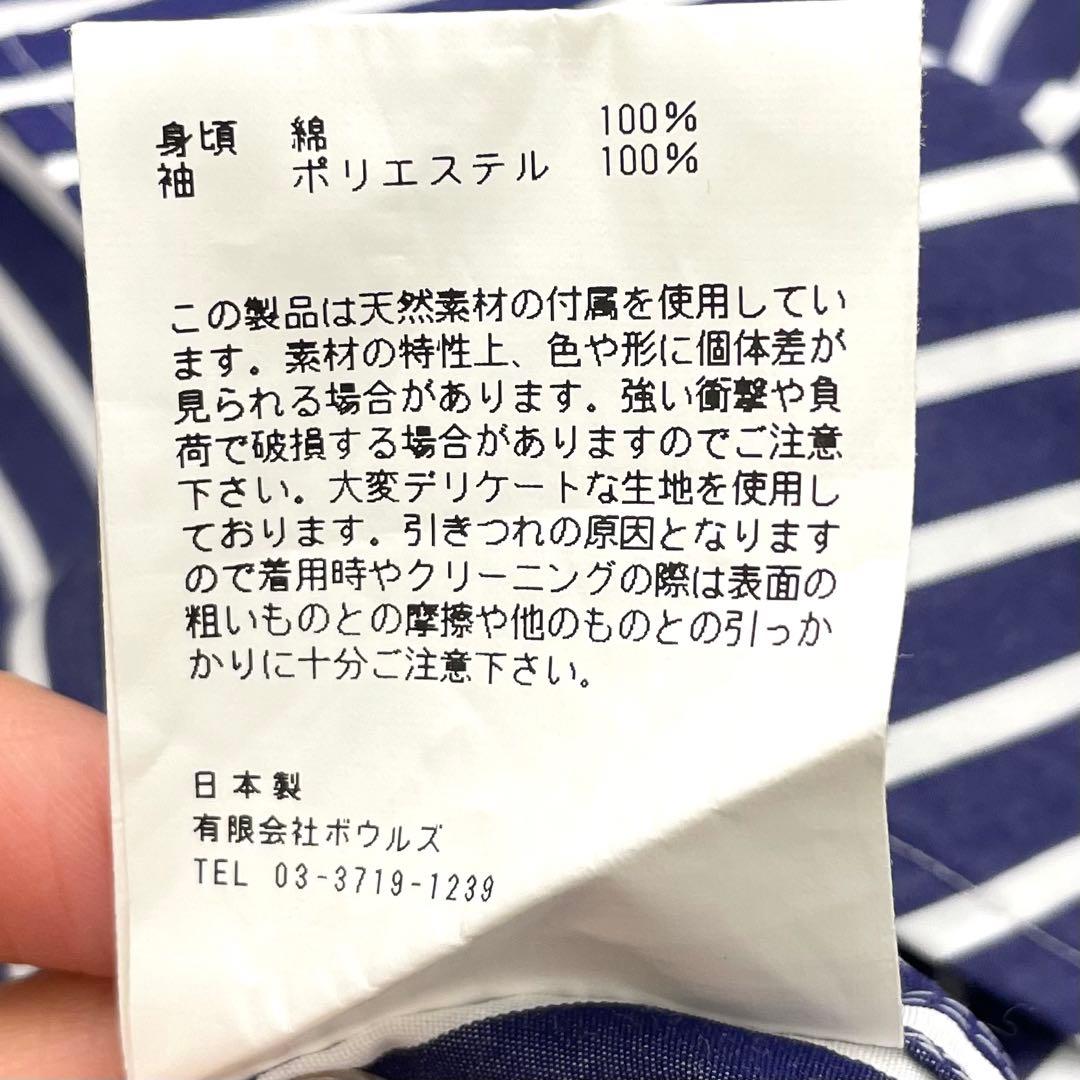 身頃 綿 100%
袖 ポリエステル 100%
この製品は天然素材の付属を使用してい
ます。素材の特性上、色や形に個体差が
見られる場合があります。強い衝撃や負
荷で破損する場合がありますのでご注意
下さい。大変デリケートな生地を使用し
ております。引きつれの原因となります
ので着用時やクリーニングの際は表面の
粗いものとの摩擦や他のものとの引っか
かりに十分ご注意下さい。
日本製
有限会社ボウルズ
TEL 03-3719-1239